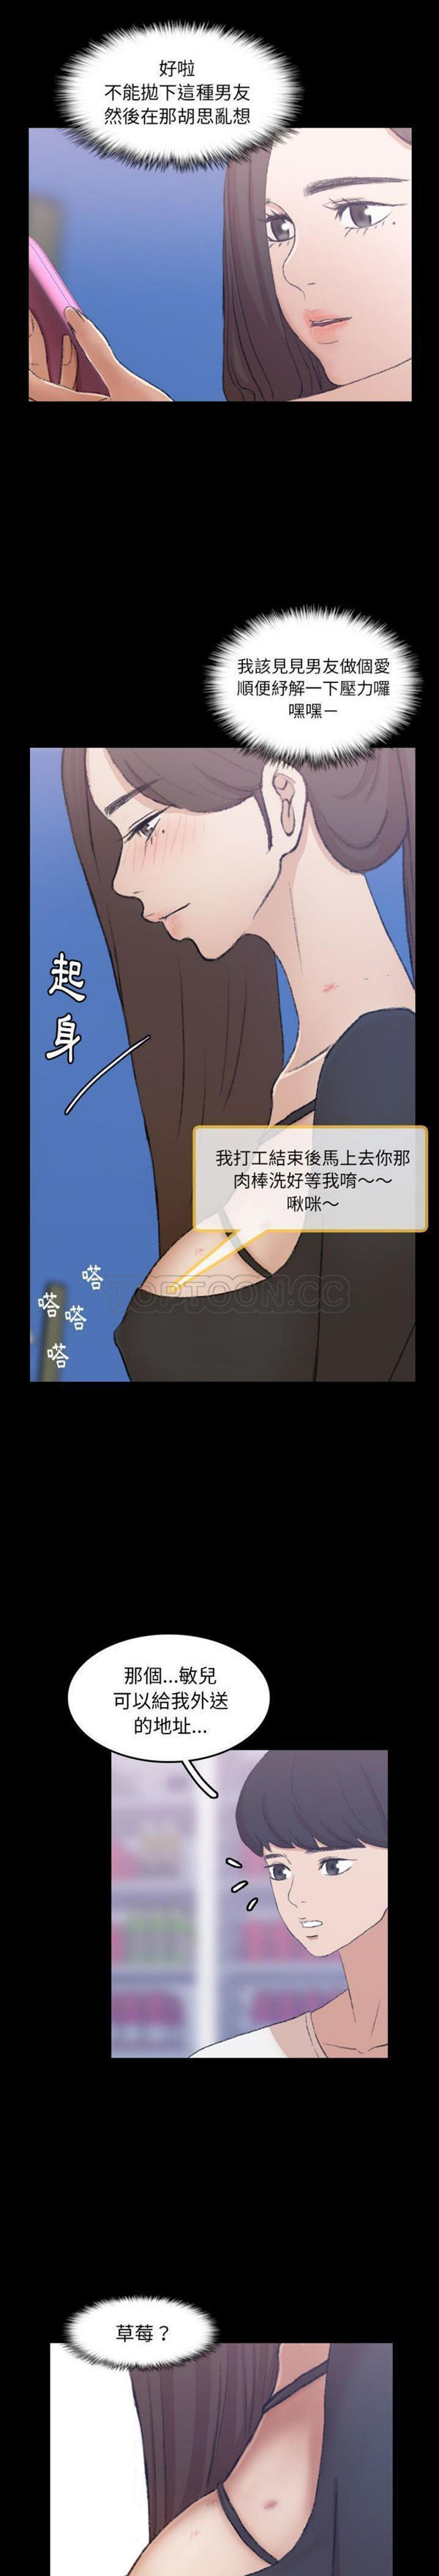 好啦
不能拋下這種男友
然後在那胡思亂想
我該見見男友做個愛
順便紓解一下壓力囉
嘿嘿—
起身
我打工結束後馬上去你那
肉棒洗好等我唷～～
啾咪～
嗒
嗒
嗒
嗒
TOPTOON.CC
那個...敏兒
可以給我外送
的地址...
草莓？